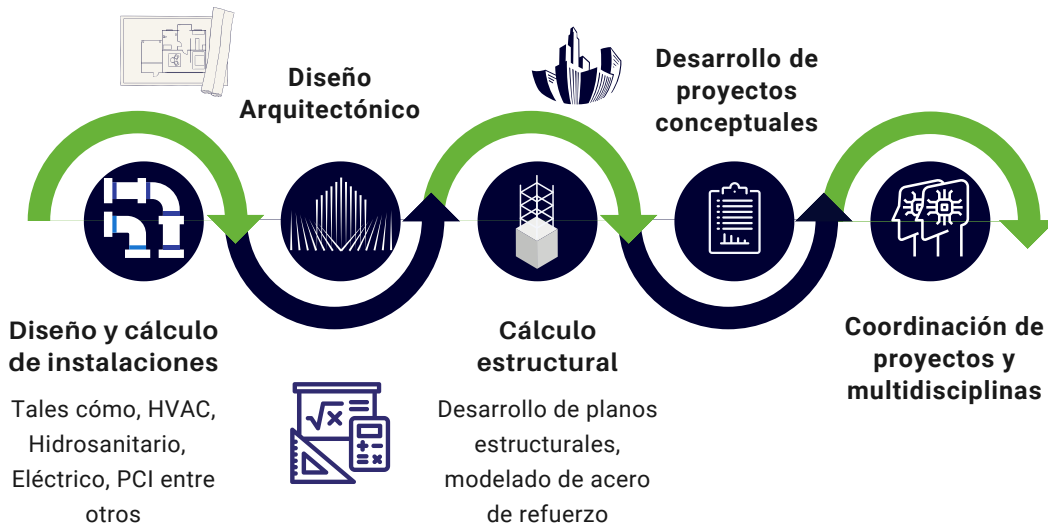 Diseño
Arquitectónico
Desarrollo de
proyectos
conceptuales
Diseño y cálculo
de instalaciones
Tales cómo, HVAC,
Hidrosanitario,
Eléctrico, PCI entre
otros
Cálculo
estructural
Desarrollo de planos
estructurales,
modelado de acero
de refuerzo
Coordinación de
proyectos y
multidisciplinas
√x